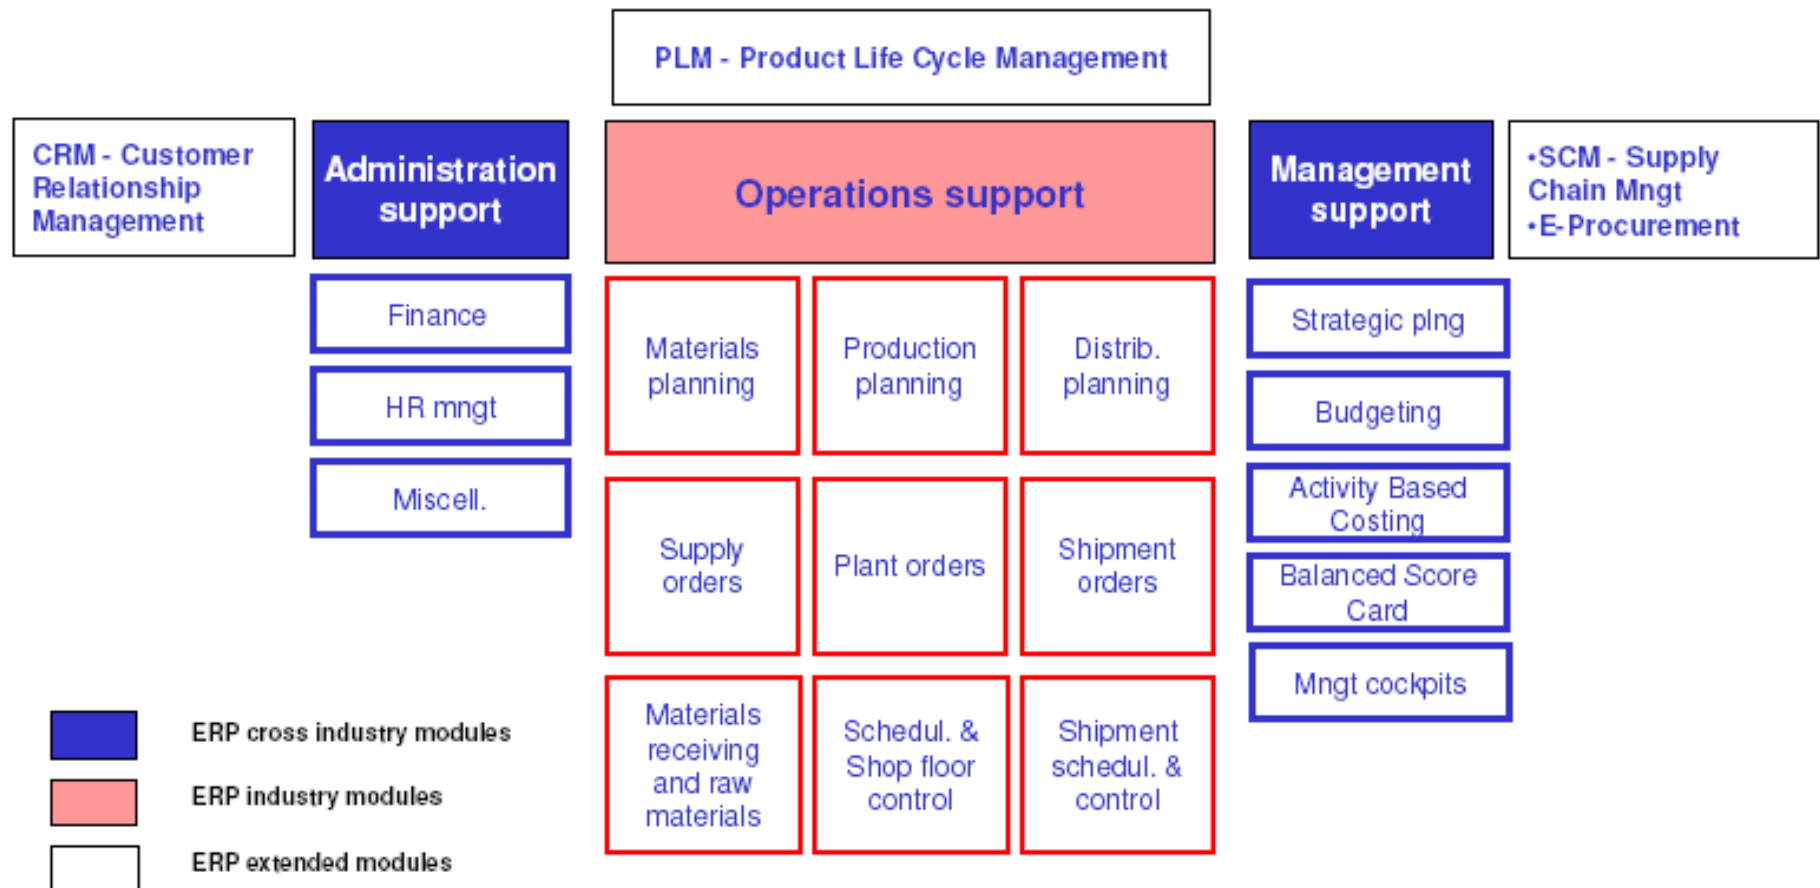 PLM - Product Life Cycle Management
CRM - Customer
Relationship
Management
Administration
support
Operations support
Management
support
•SCM - Supply
Chain Mngt
•E-Procurement
Finance
HR mngt
Miscell.
Materials
planning
Production
planning
Distrib.
planning
Supply
orders
Plant orders
Shipment
orders
Materials
receiving
and raw
materials
Schedul. &
Shop floor
control
Shipment
schedul. &
control
Strategic plng
Budgeting
Activity Based
Costing
Balanced Score
Card
Mngt cockpits
ERP cross industry modules
ERP industry modules
ERP extended modules